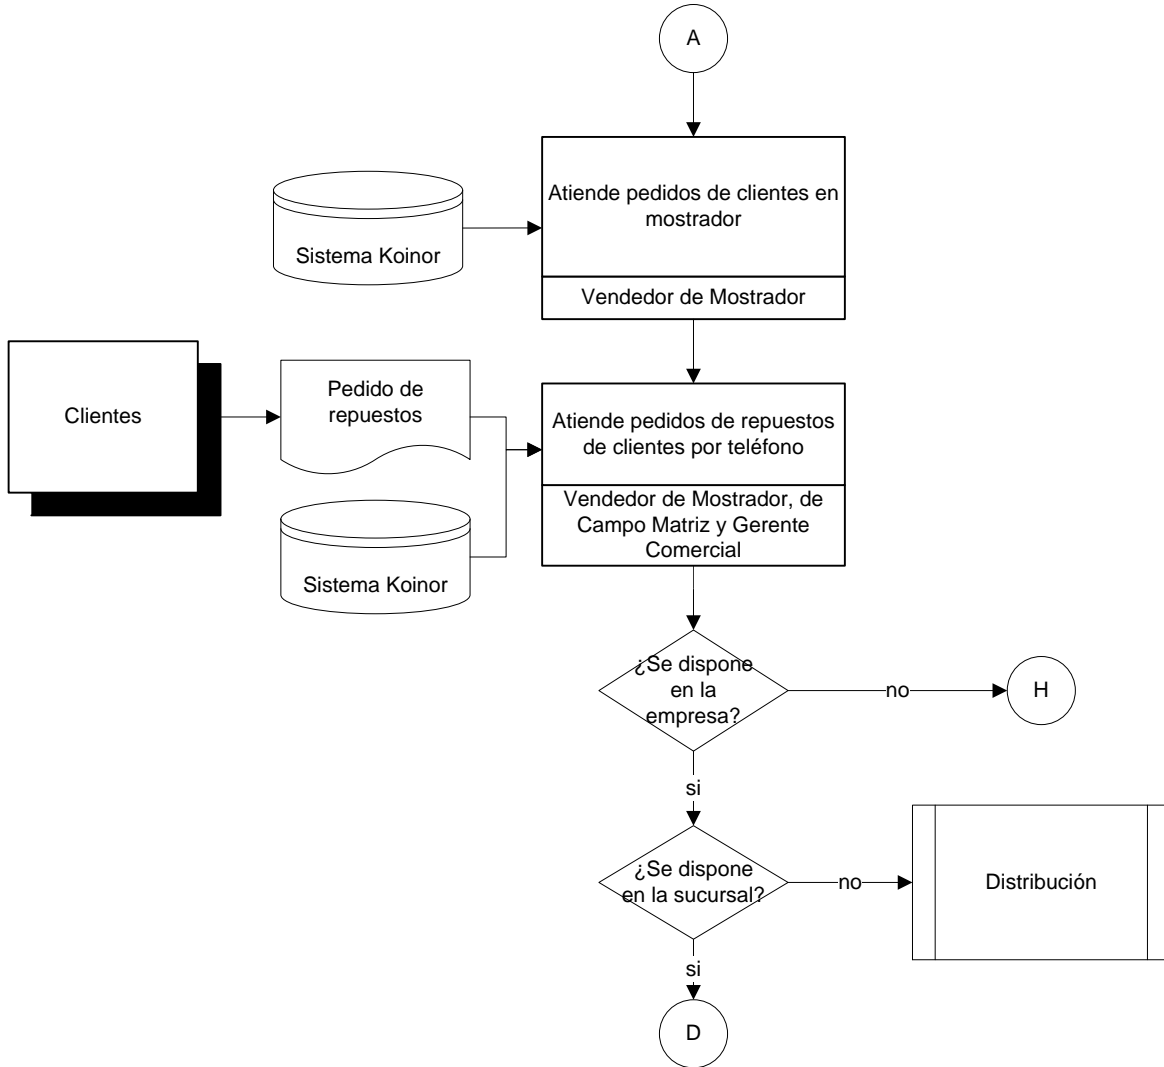 A
Atiende pedidos de clientes en
mostrador
Sistema Koinor
Vendedor de Mostrador
Clientes
Pedido de
repuestos
Atiende pedidos de repuestos
de clientes por teléfono
Vendedor de Mostrador, de
Campo Matriz y Gerente
Comercial
Sistema Koinor
¿Se dispone
en la
empresa?
no
H
si
¿Se dispone
en la sucursal?
no
Distribución
si
D